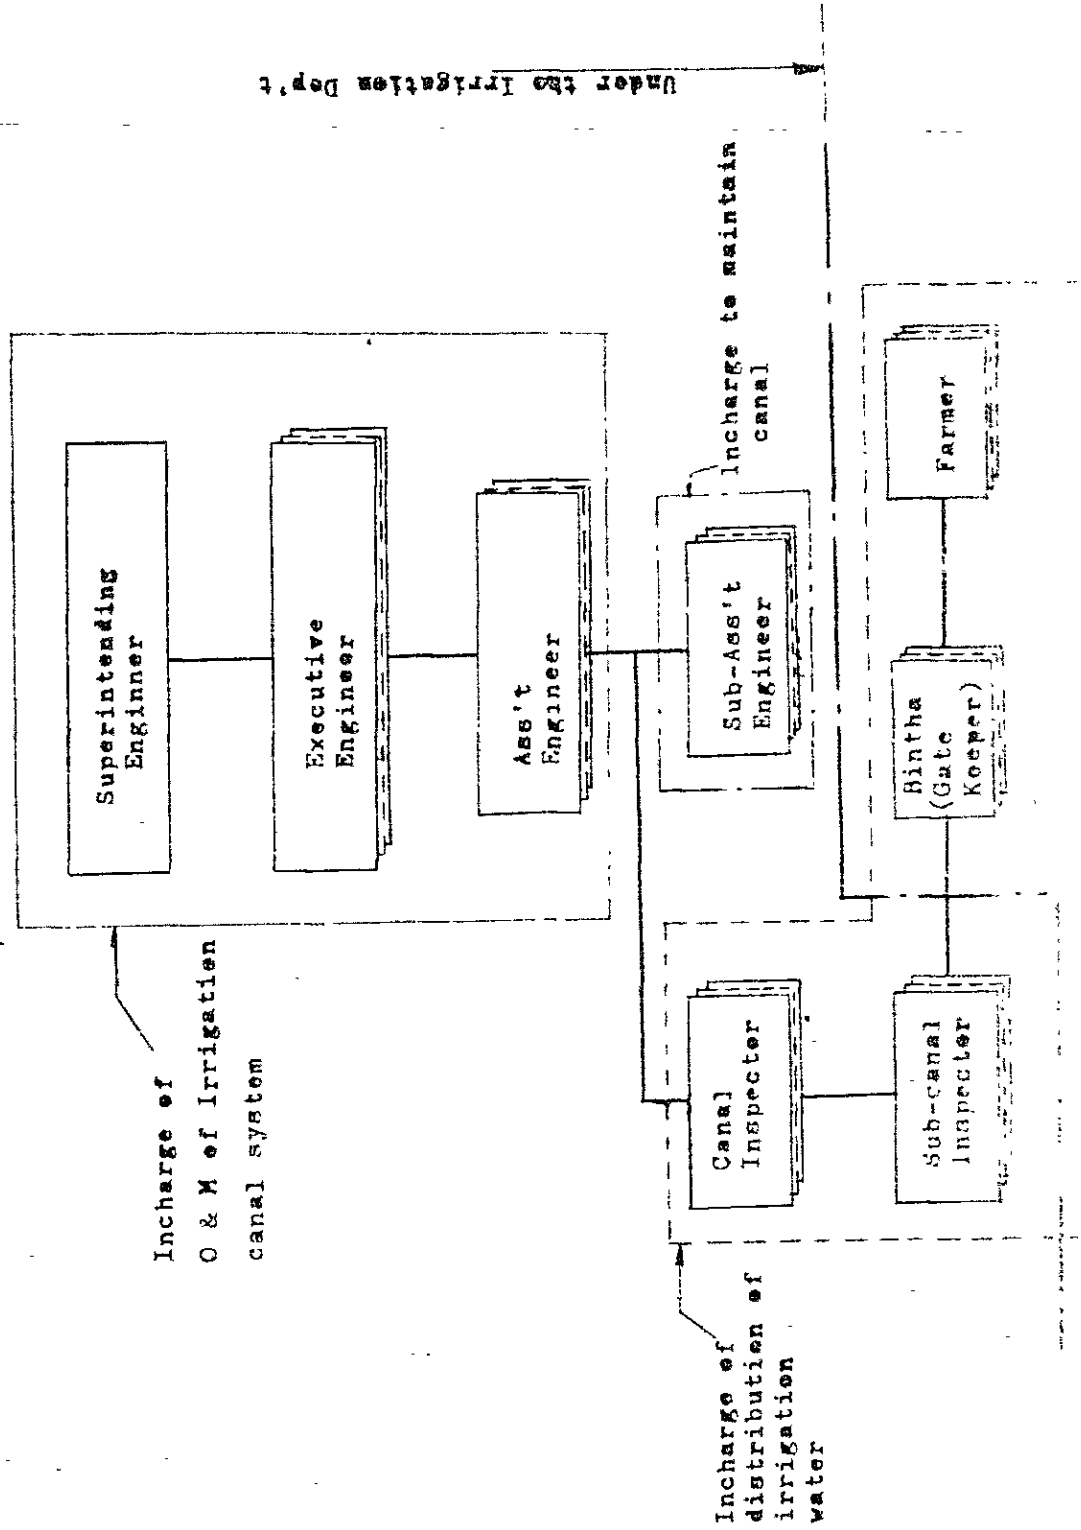 Under the Irrigation Dep't
Superintending
Enginner
Executive
Engineer
Ass't
Engineer
Incharge of
O & M of Irrigation
canal system
Sub-Ass't
Engineer
Incharge to maintain
canal
Canal
Inspector
Sub-canal
Inspector
Bintha
(Gate
Keeper)
Farmer
Incharge of
distribution of
irrigation
water